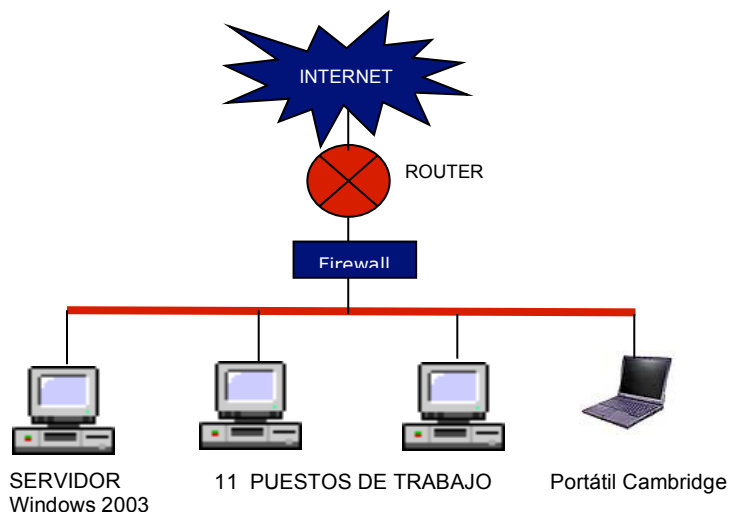 INTERNET
ROUTER
Firewall
SERVIDOR
Windows 2003
11 PUESTOS DE TRABAJO
Portátil Cambridge